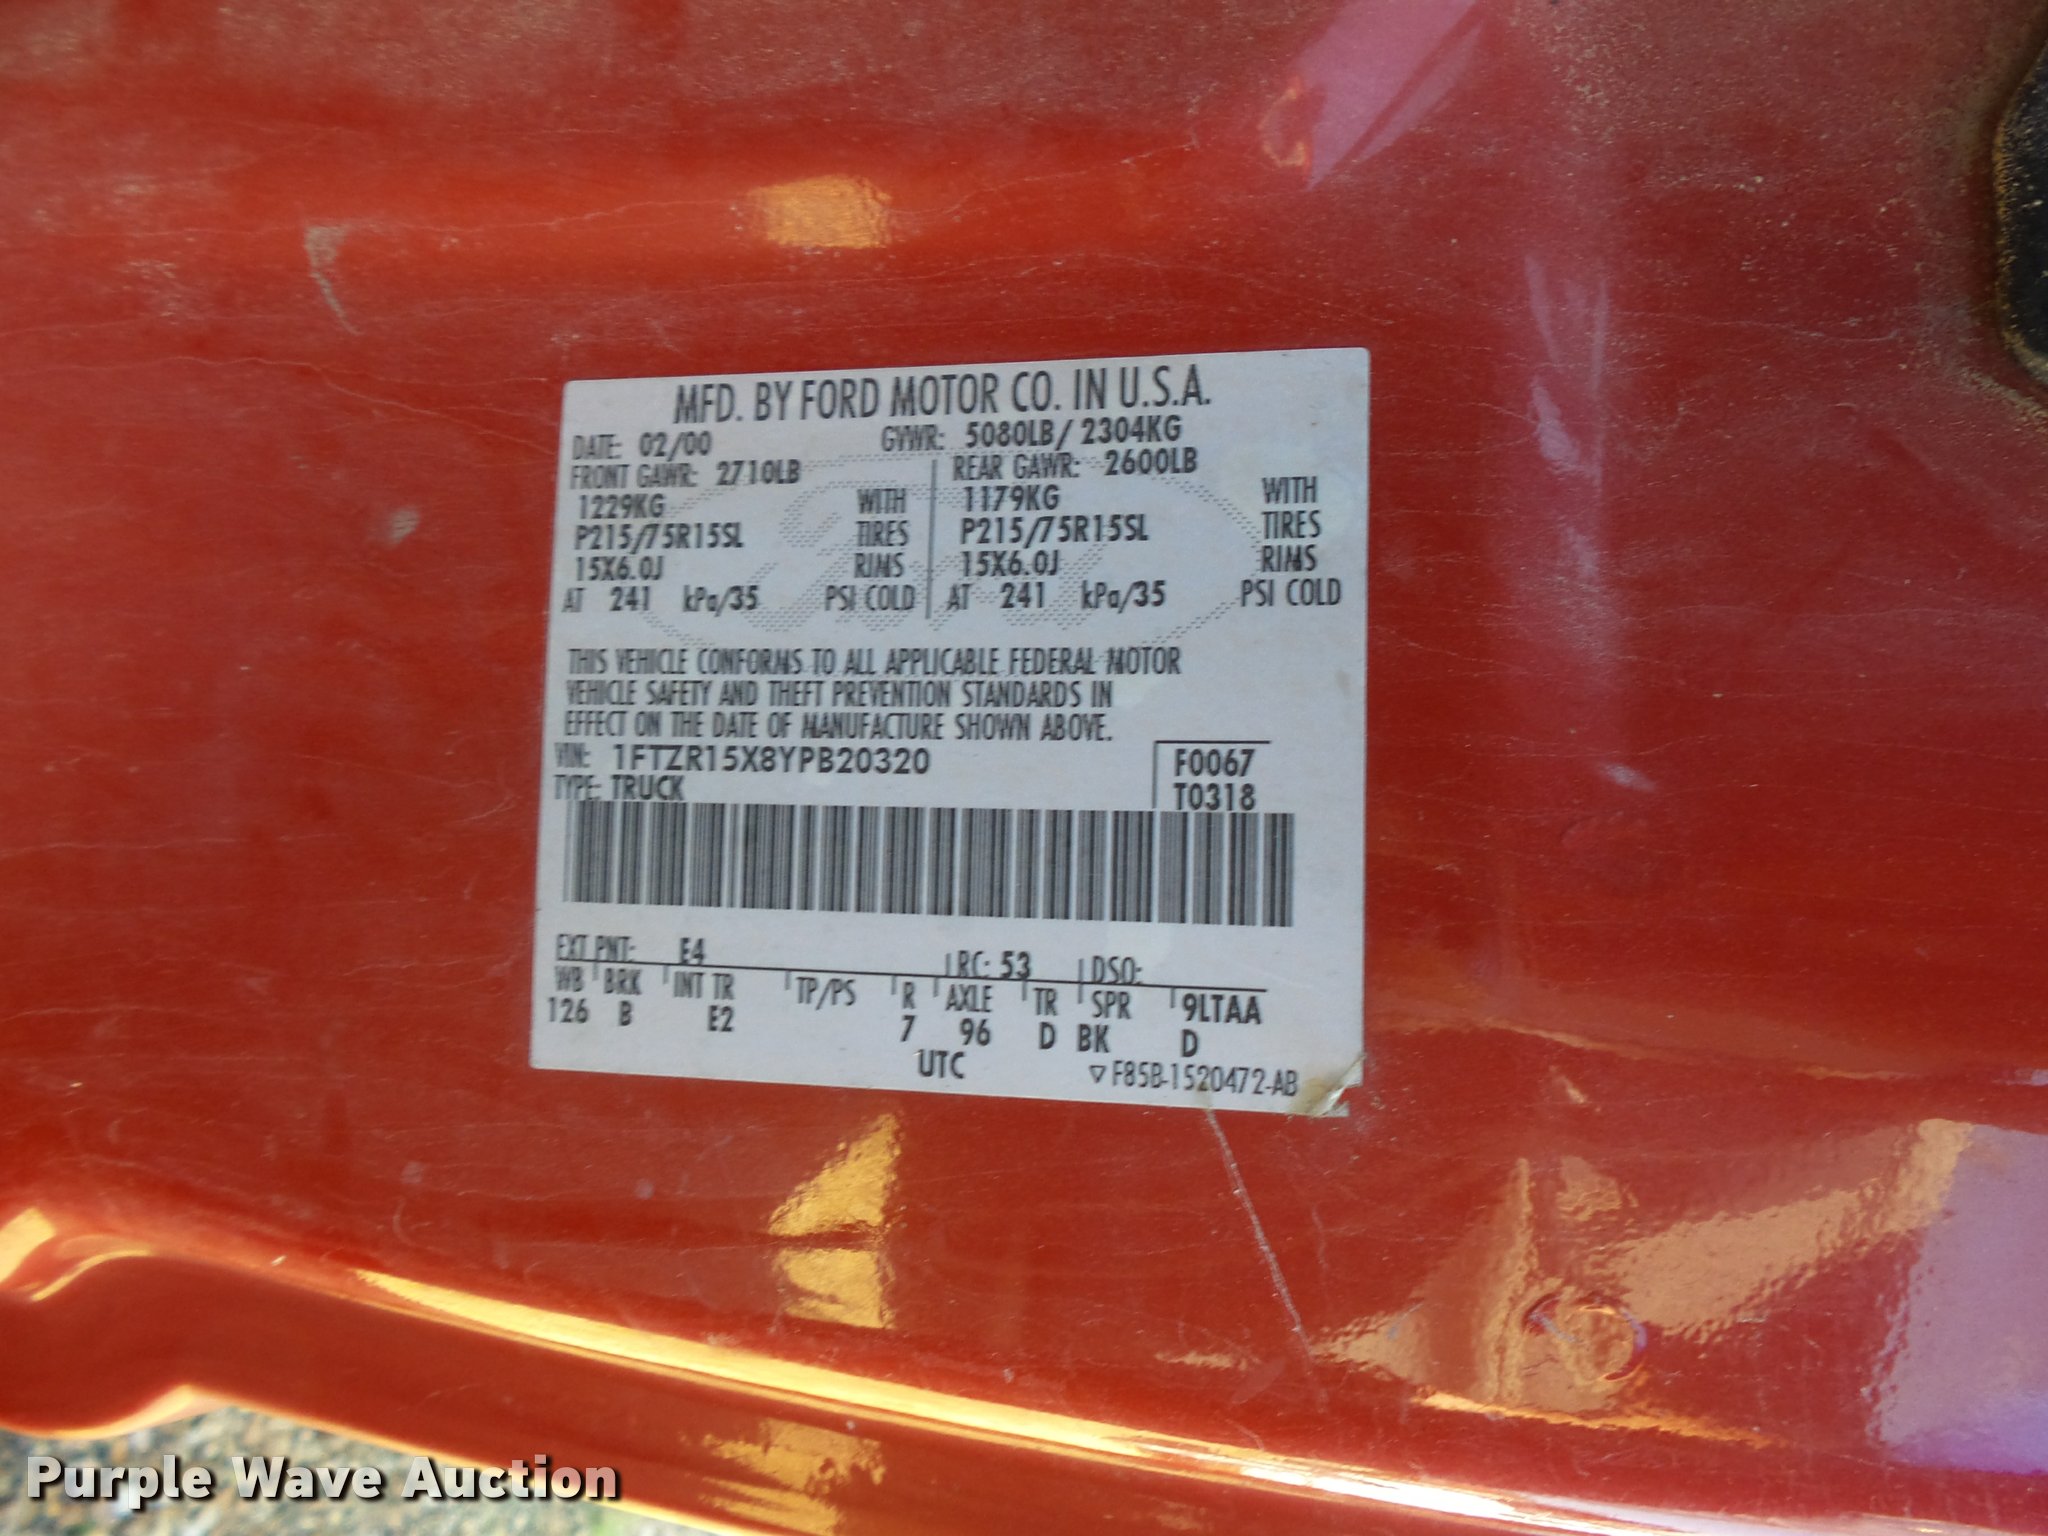 MFD. BY FORD MOTOR CO. IN U.S.A.
DATE: 02/00 GVWR: 5080LB/ 2304KG
FRONT GAWR: 2710LB REAR GAWR: 2600LB
1229KG WITH 1179KG WITH
P215/75R15SL TIRES P215/75R15SL TIRES
15X6.0J RIMS 15X6.0J RIMS
AT 241 kPa/35 PSI COLD AT 241 kPa/35 PSI COLD
THIS VEHICLE CONFORMS TO ALL APPLICABLE FEDERAL MOTOR
VEHICLE SAFETY AND THEFT PREVENTION STANDARDS IN
EFFECT ON THE DATE OF MANUFACTURE SHOWN ABOVE.
VIN: 1FTZR15X8YPB20320 F0067
TYPE: TRUCK T0318
EXT PNT: E4 RC: 53 DSO:
WB BRK INT TR TP/PS R AXLE TR SPR 9LTAA
126 B E2 7 96 D BK D
UTC ▽ F85B-1520472-AB
Purple Wave Auction